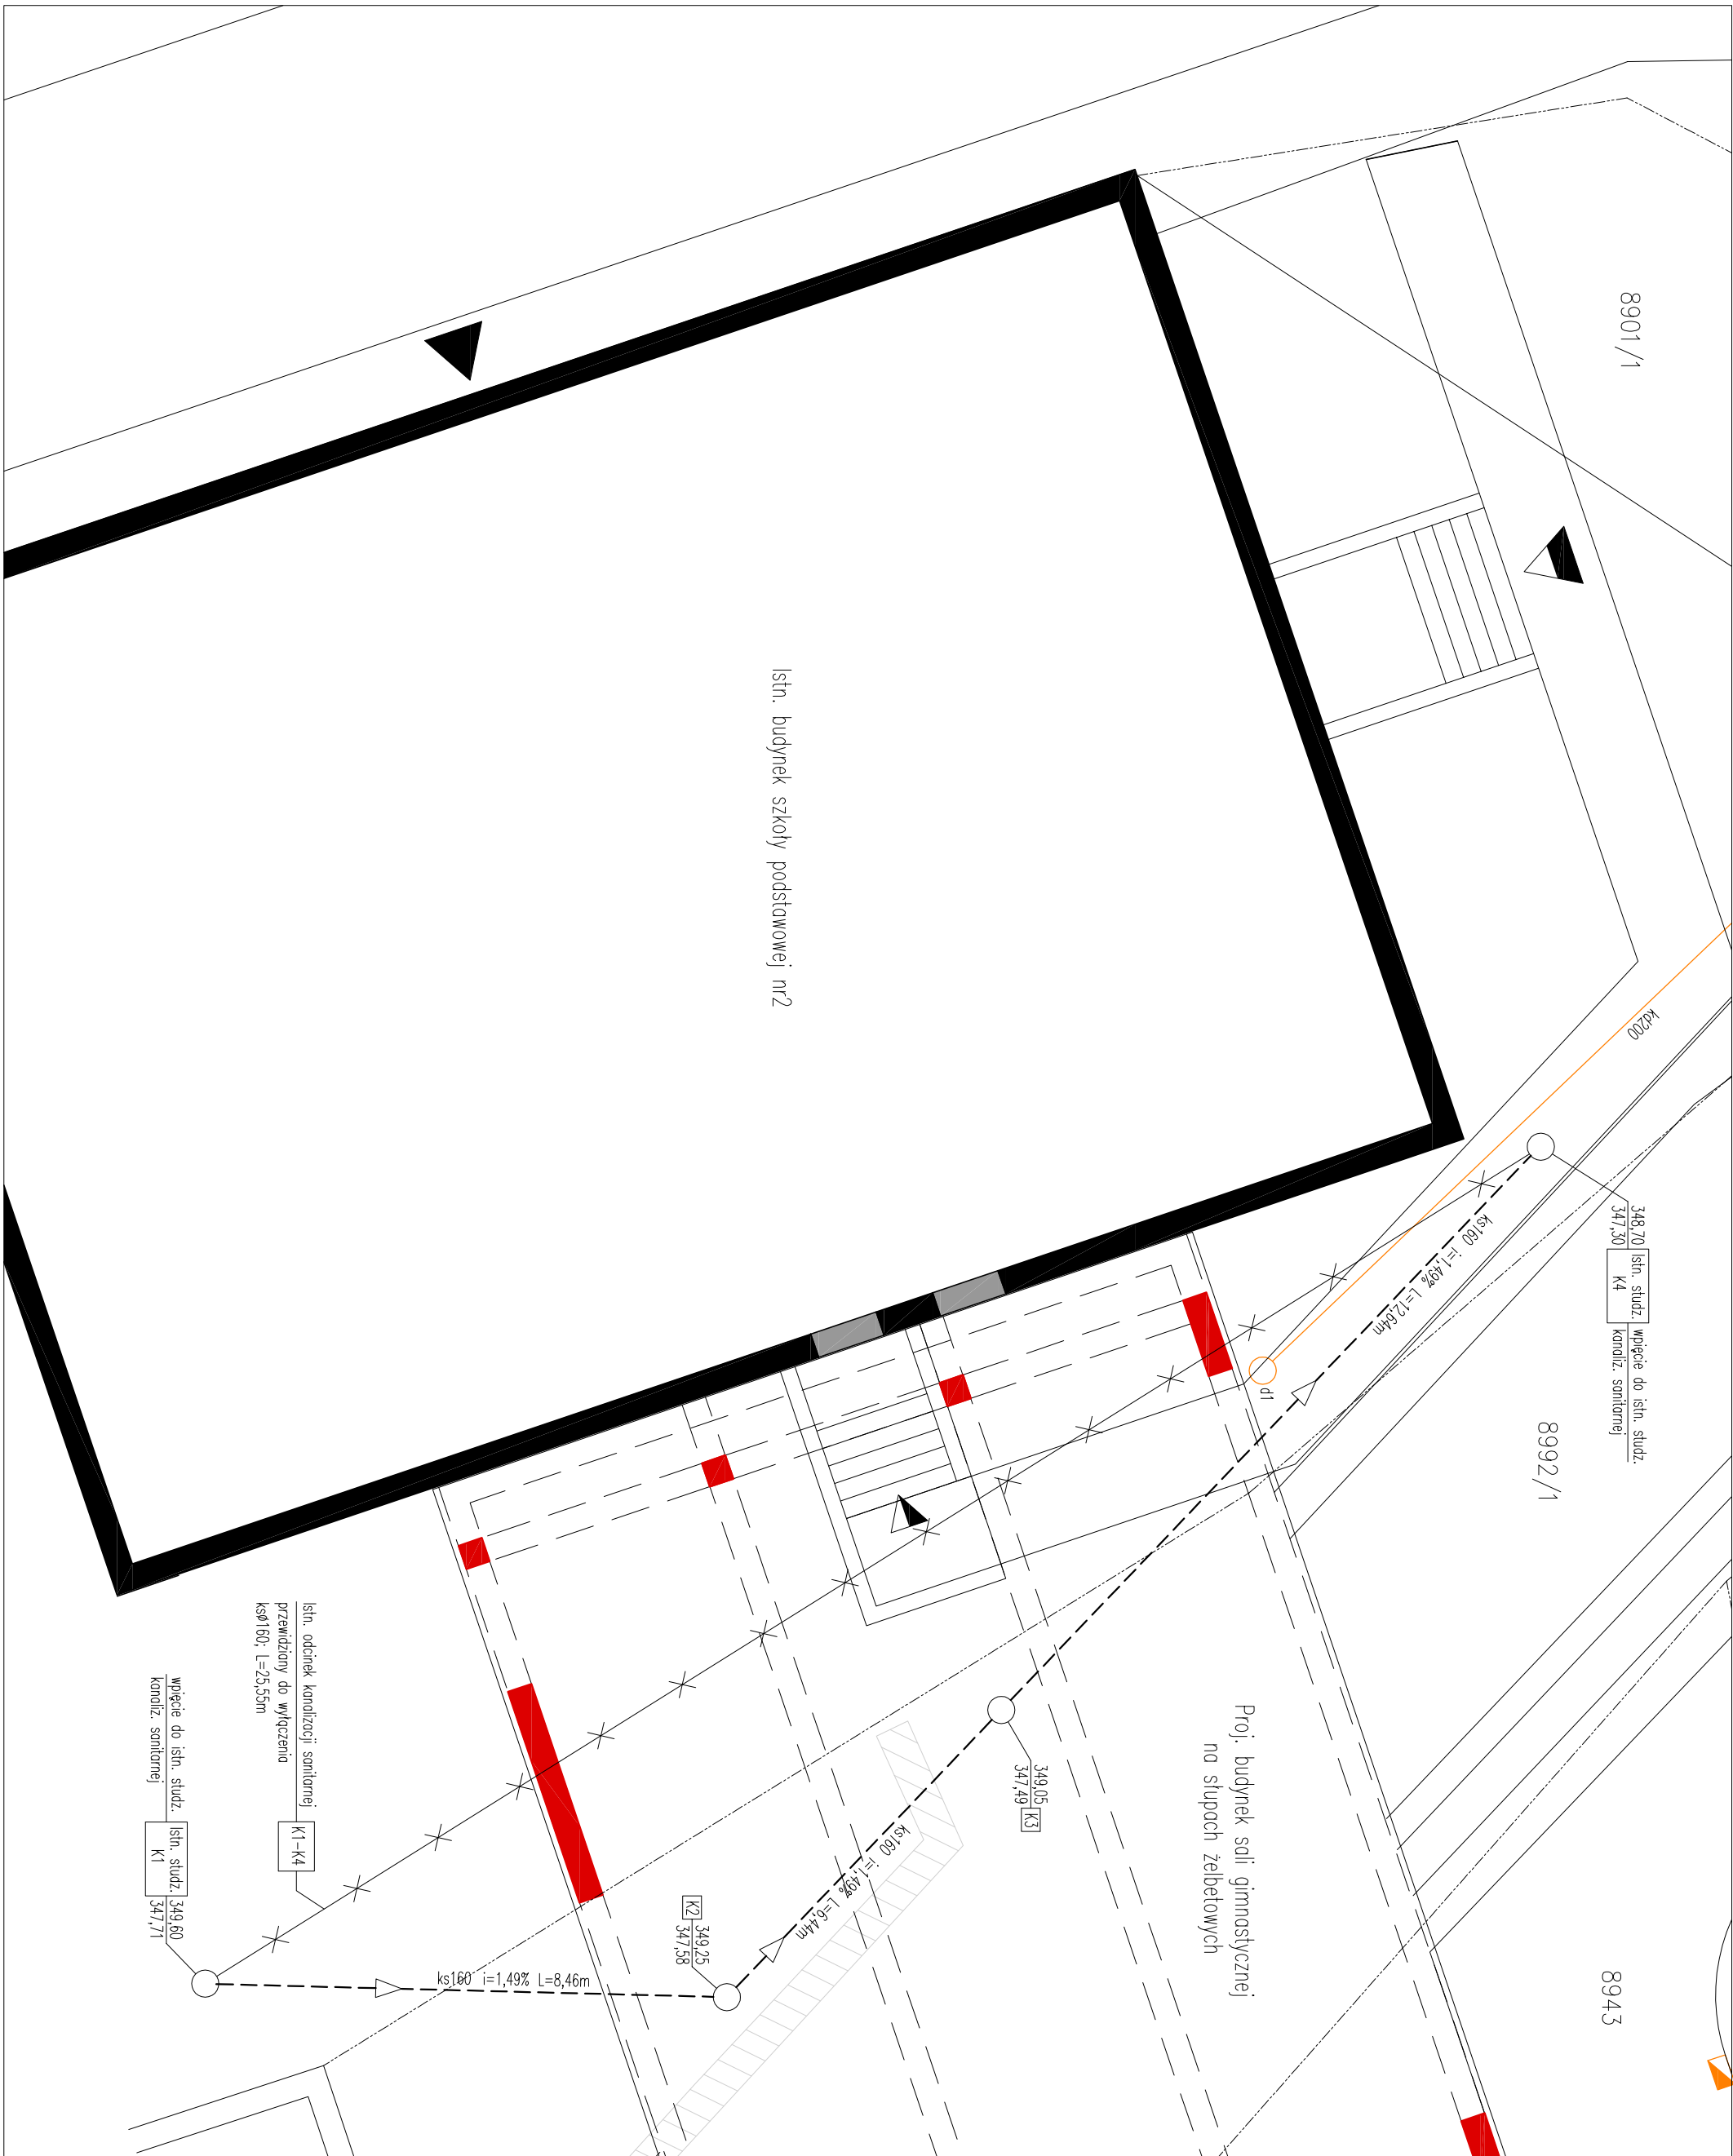 8901/1
Istn. budynek szkoły podstawowej nr2
kd200
348,70
347,30
Istn. studz.
K4
wpięcie do istn. studz.
kanaliz. sanitarnej
ks160 i=1,49% L=12,64m
d1
8992/1
Proj. budynek sali gimnastycznej
na słupach żelbetowych
349,05
347,49
K3
ks160 i=1,49% L=6,44m
8943
Istn. odcinek kanalizacji sanitarnej
przewidziany do wyłączenia
ksø160; L=25,55m
K1-K4
wpięcie do istn. studz.
kanaliz. sanitarnej
Istn. studz.
K1
349,60
347,71
K2
349,25
347,58
ks160 i=1,49% L=8,46m